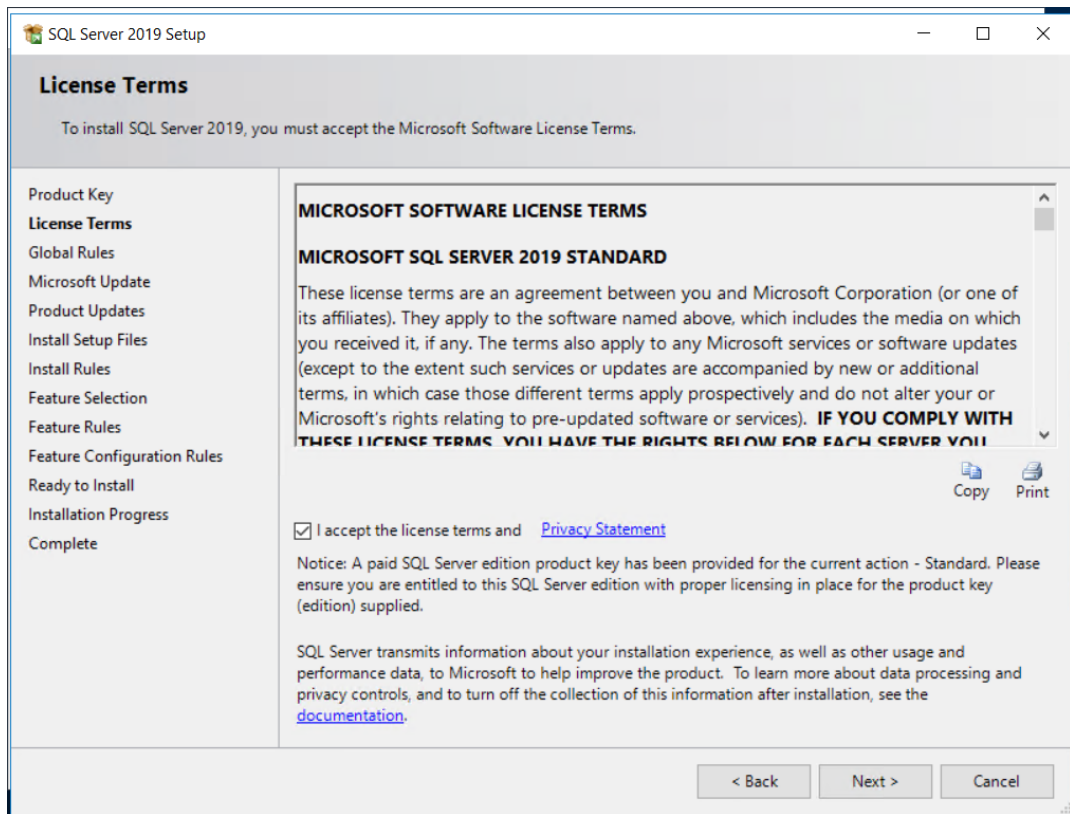 SQL Server 2019 Setup
License Terms
To install SQL Server 2019, you must accept the Microsoft Software License Terms.
Product Key
License Terms
Global Rules
Microsoft Update
Product Updates
Install Setup Files
Install Rules
Feature Selection
Feature Rules
Feature Configuration Rules
Ready to Install
Installation Progress
Complete
MICROSOFT SOFTWARE LICENSE TERMS
MICROSOFT SQL SERVER 2019 STANDARD
These license terms are an agreement between you and Microsoft Corporation (or one of
its affiliates). They apply to the software named above, which includes the media on which
you received it, if any. The terms also apply to any Microsoft services or software updates
(except to the extent such services or updates are accompanied by new or additional
terms, in which case those different terms apply prospectively and do not alter your or
Microsoft's rights relating to pre-updated software or services). IF YOU COMPLY WITH
THESE LICENSE TERMS, YOU HAVE THE RIGHTS BELOW FOR EACH SERVER YOU
Copy Print
I accept the license terms and Privacy Statement
Notice: A paid SQL Server edition product key has been provided for the current action - Standard. Please
ensure you are entitled to this SQL Server edition with proper licensing in place for the product key
(edition) supplied.
SQL Server transmits information about your installation experience, as well as other usage and
performance data, to Microsoft to help improve the product. To learn more about data processing and
privacy controls, and to turn off the collection of this information after installation, see the
documentation.
< Back Next > Cancel